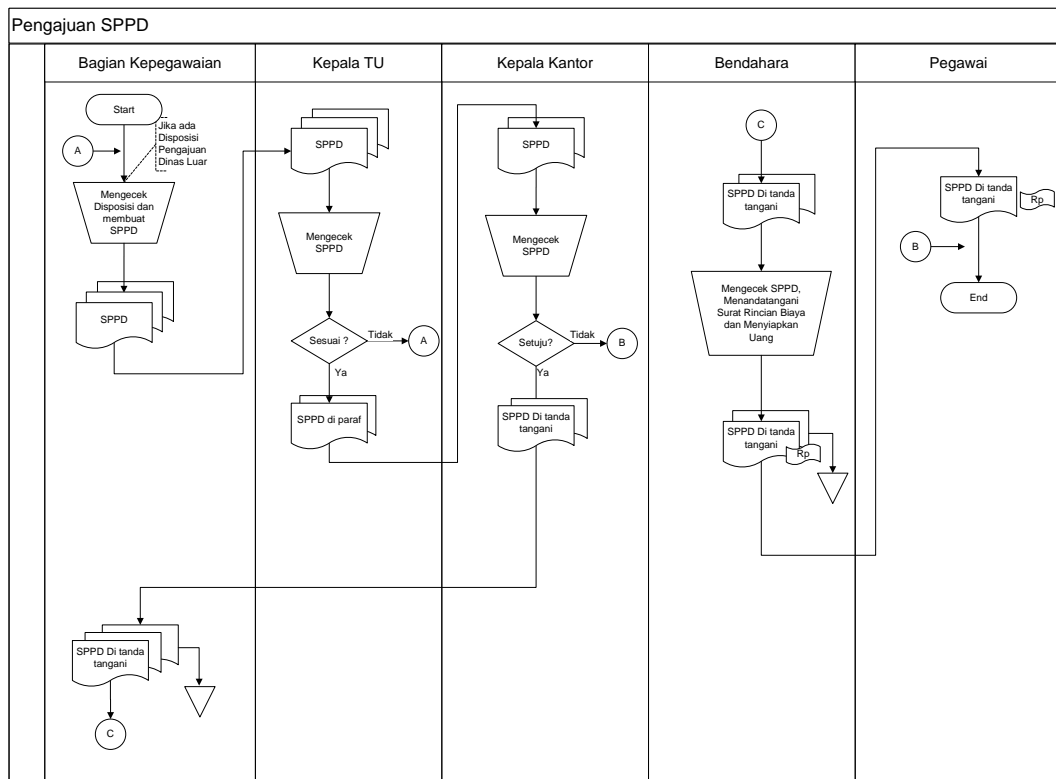 Pengajuan SPPD
Bagian Kepegawaian
Kepala TU
Kepala Kantor
Bendahara
Pegawai
Start
Jika ada
Disposisi
Pengajuan
Dinas Luar
A
Mengecek
Disposisi dan
membuat
SPPD
SPPD
SPPD Di tanda
tangani
C
SPPD
Mengecek
SPPD
Sesuai ?
Tidak
A
Ya
SPPD di paraf
SPPD
Mengecek
SPPD
Setuju?
Tidak
B
Ya
SPPD Di tanda
tangani
C
SPPD Di tanda
tangani
Mengecek SPPD,
Menandatangani
Surat Rincian Biaya
dan Menyiapkan
Uang
SPPD Di tanda
tangani
Rp
SPPD Di tanda
tangani
Rp
B
End